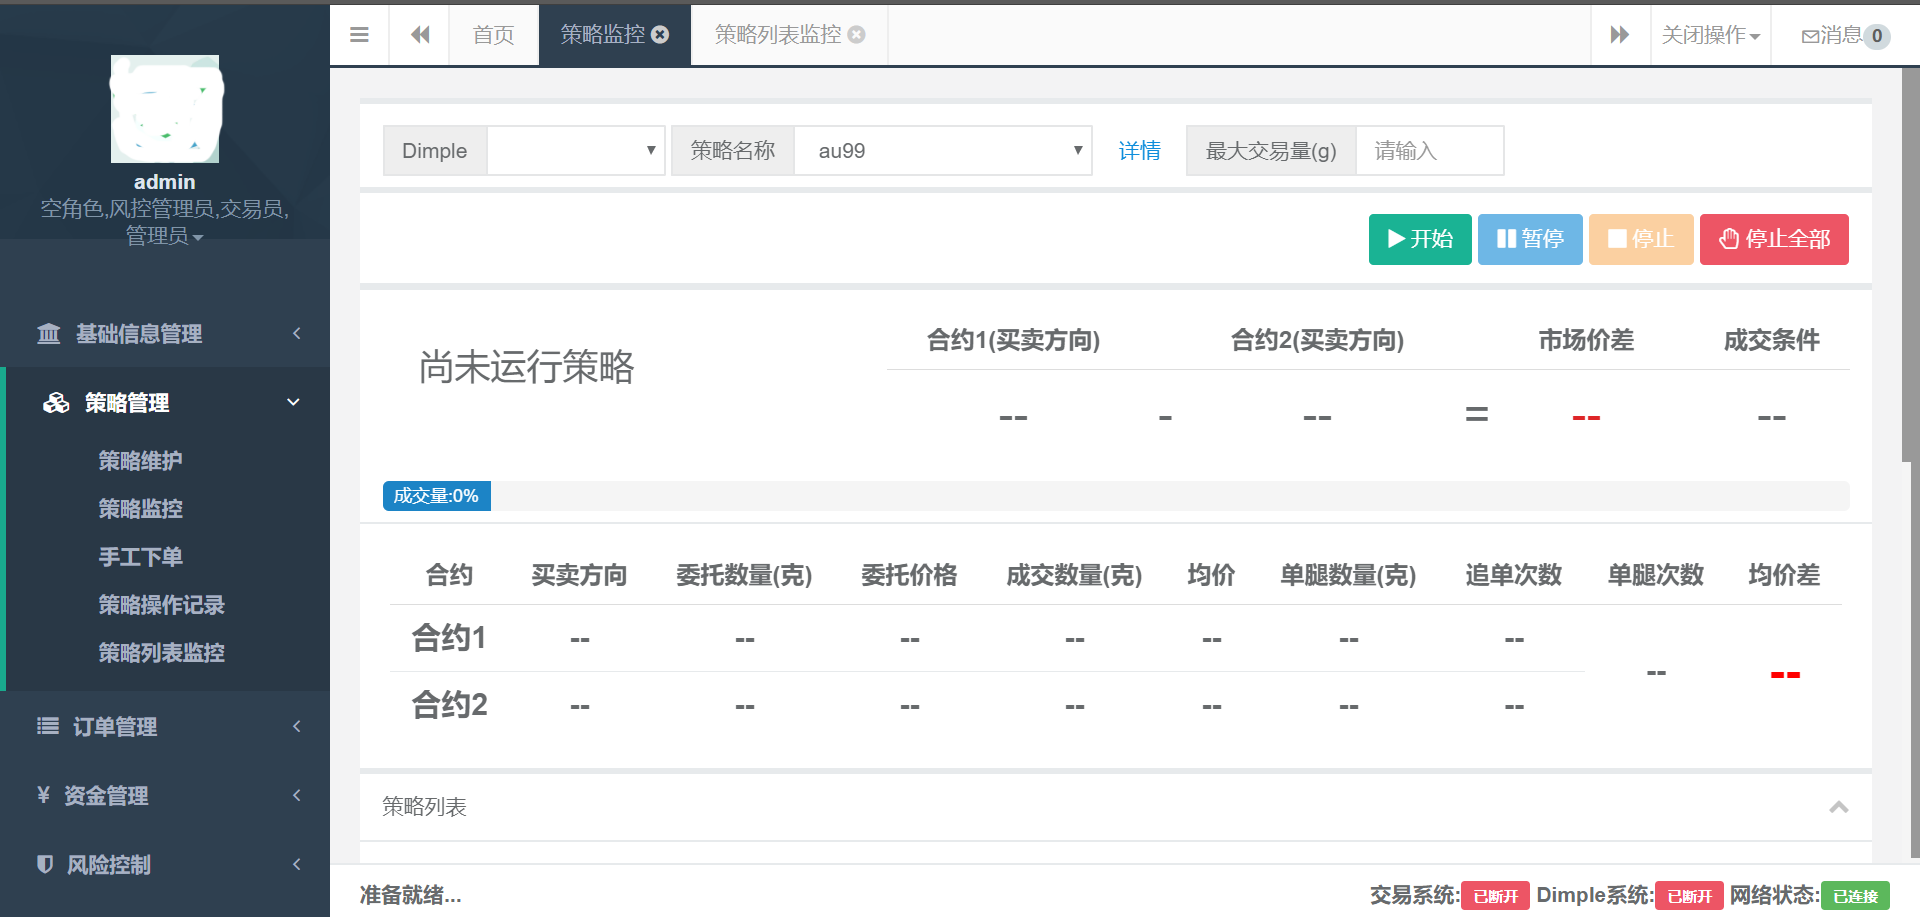 首页
策略监控
策略列表监控
关闭操作
消息 0
admin
空角色,风控管理员,交易员,
管理员
基础信息管理
策略管理
策略维护
策略监控
手工下单
策略操作记录
策略列表监控
订单管理
¥ 资金管理
风险控制
Dimple
策略名称 au99
详情
最大交易量(g) 请输入
开始
暂停
停止
停止全部
尚未运行策略
合约1(买卖方向) 合约2(买卖方向) 市场价差 成交条件
-- - -- = -- --
成交量:0%
合约 买卖方向 委托数量(克) 委托价格 成交数量(克) 均价 单腿数量(克) 追单次数 单腿次数 均价差
合约1 -- -- -- -- -- -- --
-- --
合约2 -- -- -- -- -- -- --
策略列表
准备就绪...
交易系统:已断开 Dimple系统:已断开 网络状态:已连接